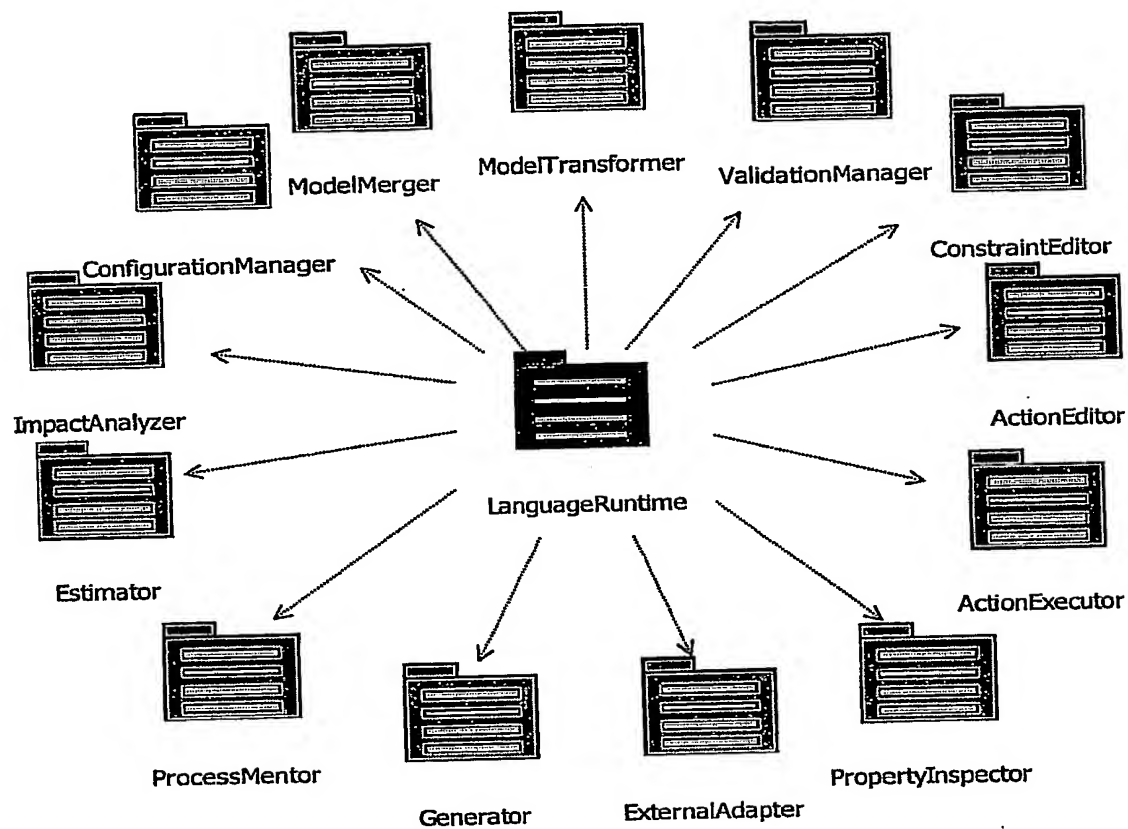 ModelMerger
ModelTransformer
ValidationManager
ConfigurationManager
ConstraintEditor
ImpactAnalyzer
ActionEditor
LanguageRuntime
Estimator
ActionExecutor
ProcessMentor
Generator
ExternalAdapter
PropertyInspector